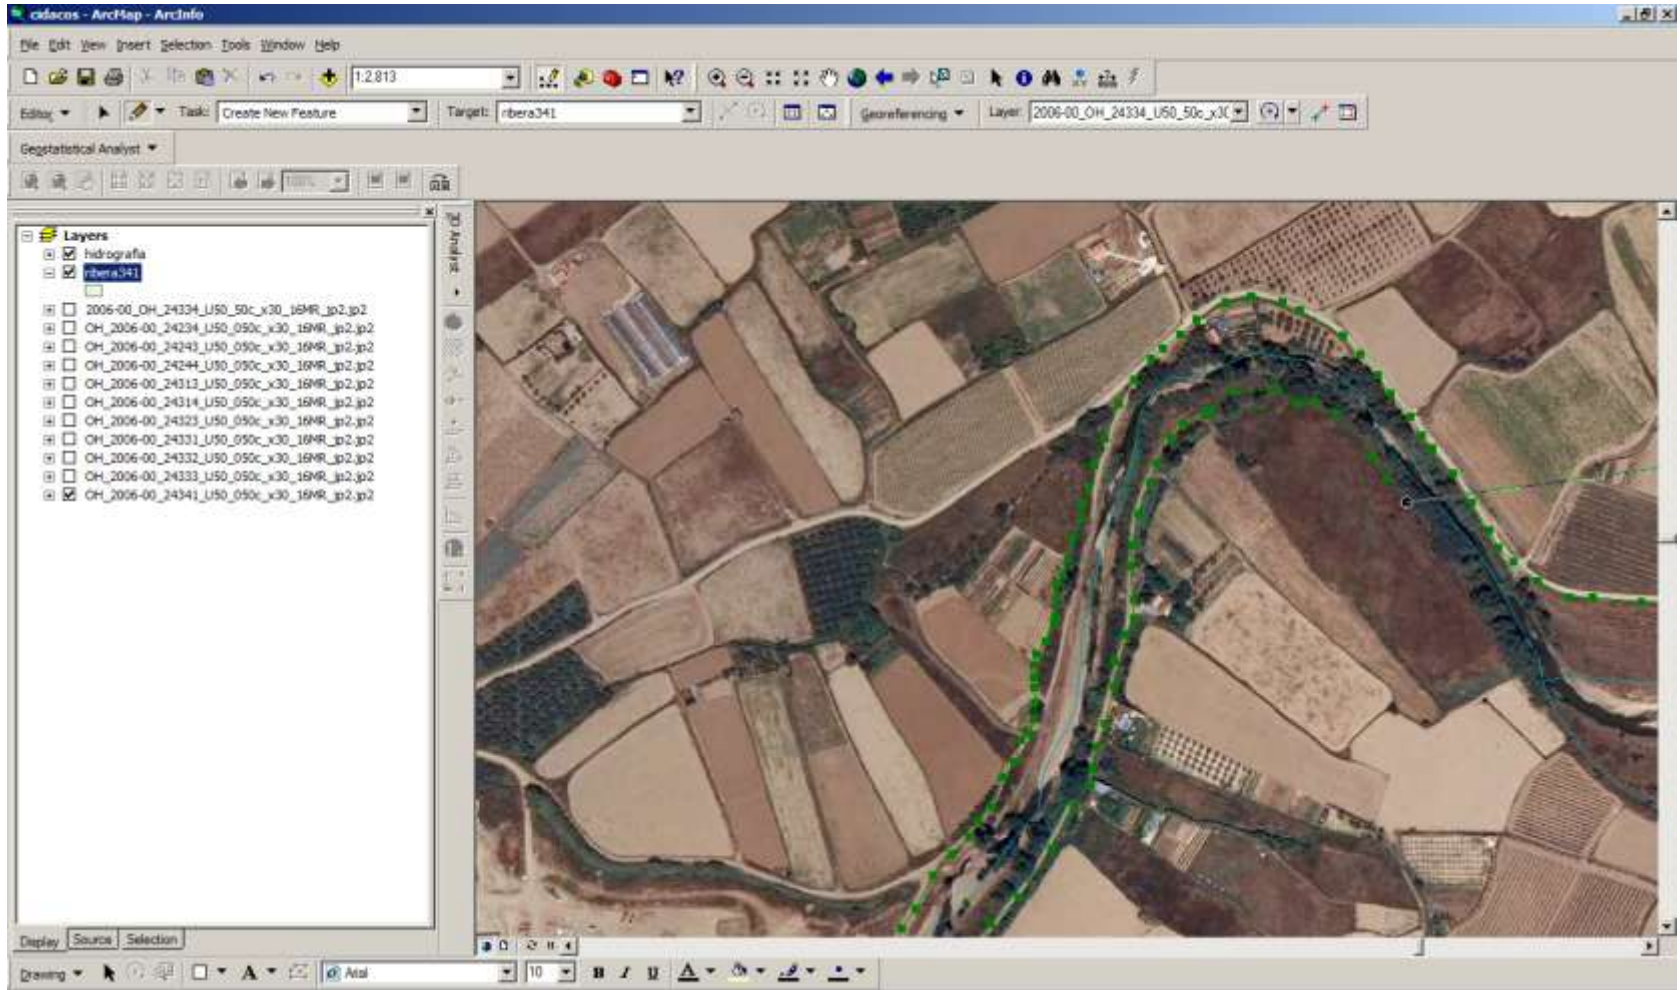 cidacos - ArcMap - ArcInfo
File Edit View Insert Selection Tools Window Help
1:2.813
Editor Task: Create New Feature Target: ribera341 Georeferencing Layer: 2006-00_OH_24334_U50_50c_x3(
Geostatistical Analyst
100%
3D Analyst
Layers
hidrografia
ribera341
2006-00_OH_24334_U50_50c_x30_16MR_jp2.jp2
OH_2006-00_24234_U50_050c_x30_16MR_jp2.jp2
OH_2006-00_24243_U50_050c_x30_16MR_jp2.jp2
OH_2006-00_24244_U50_050c_x30_16MR_jp2.jp2
OH_2006-00_24313_U50_050c_x30_16MR_jp2.jp2
OH_2006-00_24314_U50_050c_x30_16MR_jp2.jp2
OH_2006-00_24323_U50_050c_x30_16MR_jp2.jp2
OH_2006-00_24331_U50_050c_x30_16MR_jp2.jp2
OH_2006-00_24332_U50_050c_x30_16MR_jp2.jp2
OH_2006-00_24333_U50_050c_x30_16MR_jp2.jp2
OH_2006-00_24341_U50_050c_x30_16MR_jp2.jp2
Display Source Selection
Drawing A Arial 10 B I U A